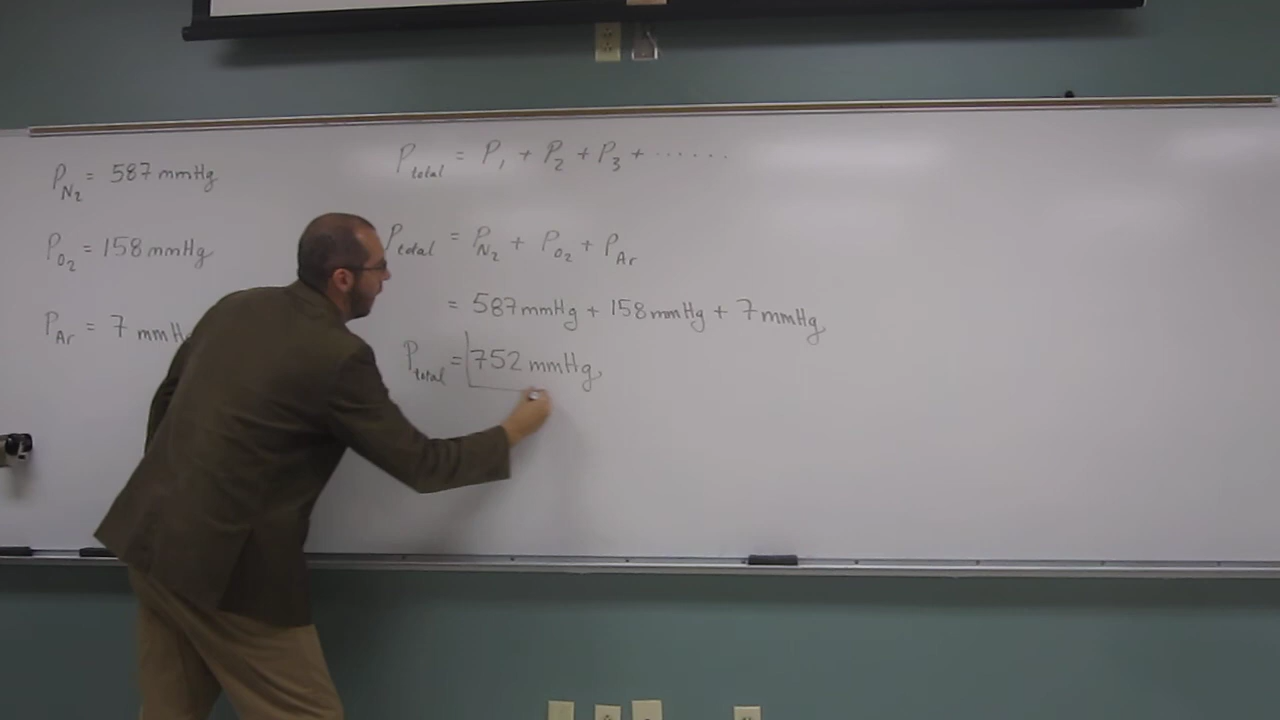 P_N2 = 587 mmHg
P_O2 = 158 mmHg
P_Ar = 7 mmHg
P_total = P_1 + P_2 + P_3 + ......
P_total = P_N2 + P_O2 + P_Ar
= 587 mmHg + 158 mmHg + 7 mmHg
P_total = 752 mmHg